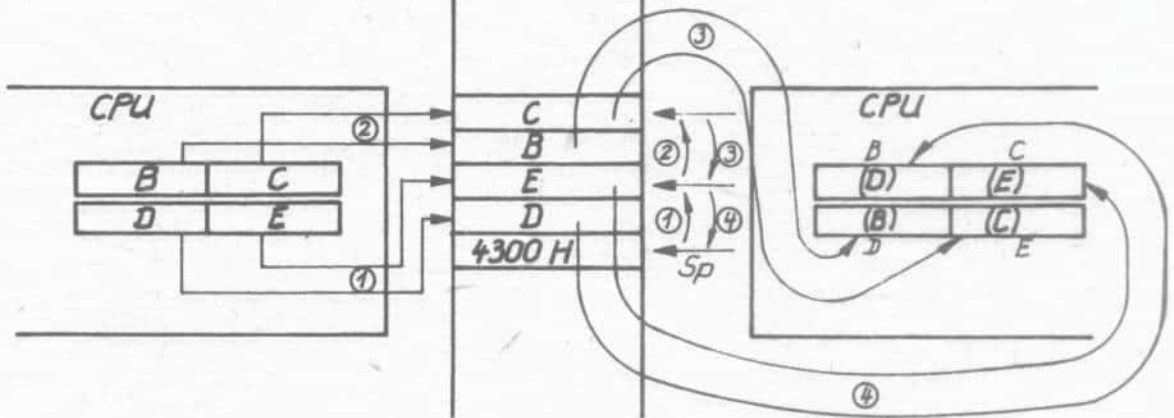 ③
CPU
C
CPU
②
B
②
③
B
C
B
C
E
(D)
(E)
D
E
D
①
④
(B)
(C)
4300 H
Sp
D
E
①
④